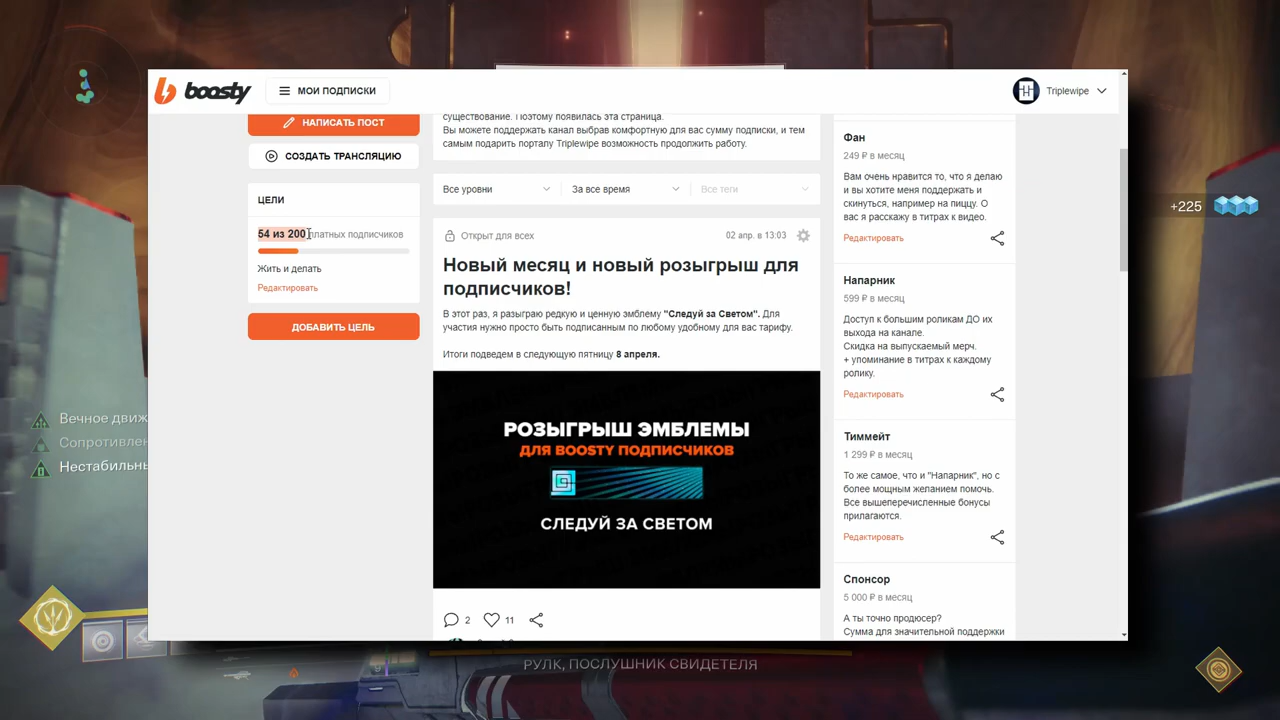 boosty
МОИ ПОДПИСКИ
Triplewipe
НАПИСАТЬ ПОСТ
СОЗДАТЬ ТРАНСЛЯЦИЮ
ЦЕЛИ
54 из 200 платных подписчиков
Жить и делать
Редактировать
ДОБАВИТЬ ЦЕЛЬ
существование. Поэтому появилась эта страница.
Вы можете поддержать канал выбрав комфортную для вас сумму подписки, и тем
самым подарить порталу Triplewipe возможность продолжить работу.
Все уровни
За все время
Все теги
Открыт для всех
02 апр. в 13:03
Новый месяц и новый розыгрыш для
подписчиков!
В этот раз, я разыграю редкую и ценную эмблему "Следуй за Светом". Для
участия нужно просто быть подписанным по любому удобному для вас тарифу.
Итоги подведем в следующую пятницу 8 апреля.
РОЗЫГРЫШ ЭМБЛЕМЫ
ДЛЯ BOOSTY ПОДПИСЧИКОВ
СЛЕДУЙ ЗА СВЕТОМ
2
11
Фан
249 ₽ в месяц
Вам очень нравится то, что я делаю
и вы хотите меня поддержать и
скинуться, например на пиццу. О
вас я расскажу в титрах к видео.
Редактировать
Напарник
599 ₽ в месяц
Доступ к большим роликам ДО их
выхода на канале.
Скидка на выпускаемый мерч.
+ упоминание в титрах к каждому
ролику.
Редактировать
Тиммейт
1 299 ₽ в месяц
То же самое, что и "Напарник", но с
более мощным желанием помочь.
Все вышеперечисленные бонусы
прилагаются.
Редактировать
Спонсор
5 000 ₽ в месяц
А ты точно продюсер?
Сумма для значительной поддержки
+225
Вечное движ
Сопротивлен
Нестабильнь
РУЛК, ПОСЛУШНИК СВИДЕТЕЛЯ